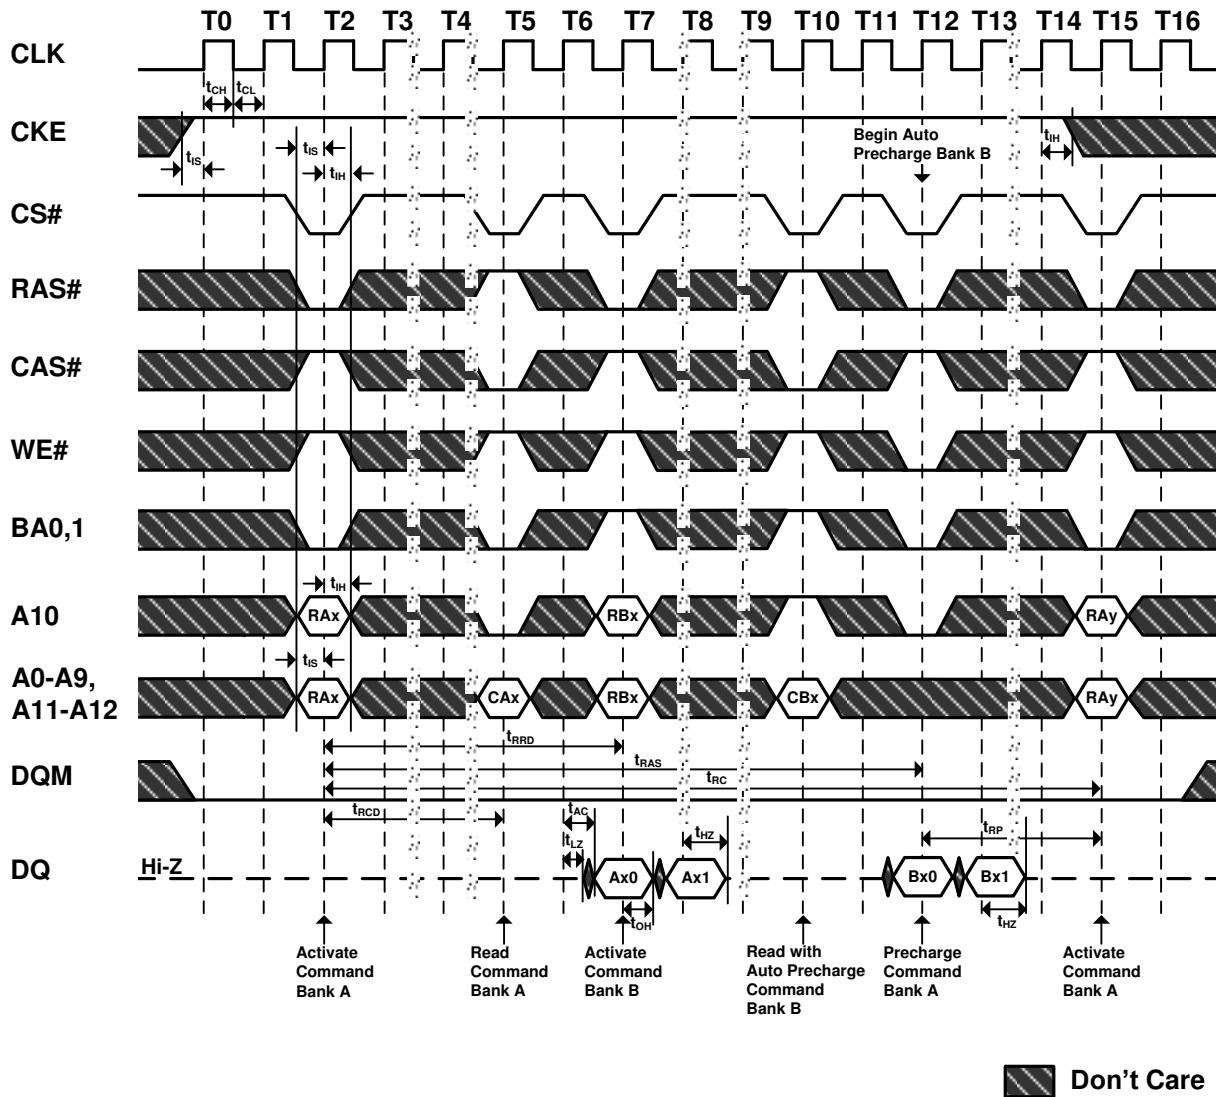 T0 T1 T2 T3 T4 T5 T6 T7 T8 T9 T10 T11 T12 T13 T14 T15 T16
CLK
tCH tCL
CKE
tIS
tIS
tIH
Begin Auto
Precharge Bank B
tIH
CS#
RAS#
CAS#
WE#
BA0,1
tIH
A10
RAx RBx RAy
tIS
A0-A9,
A11-A12
RAx CAx RBx CBx RAy
tRRD
tRAS
tRC
DQM
tRCD
tAC
tLZ
tHZ
tRP
DQ
Hi-Z
Ax0 Ax1 Bx0 Bx1
tOH
tHZ
Activate
Command
Bank A
Read
Command
Bank A
Activate
Command
Bank B
Read with
Auto Precharge
Command
Bank B
Precharge
Command
Bank A
Activate
Command
Bank A
Don't Care